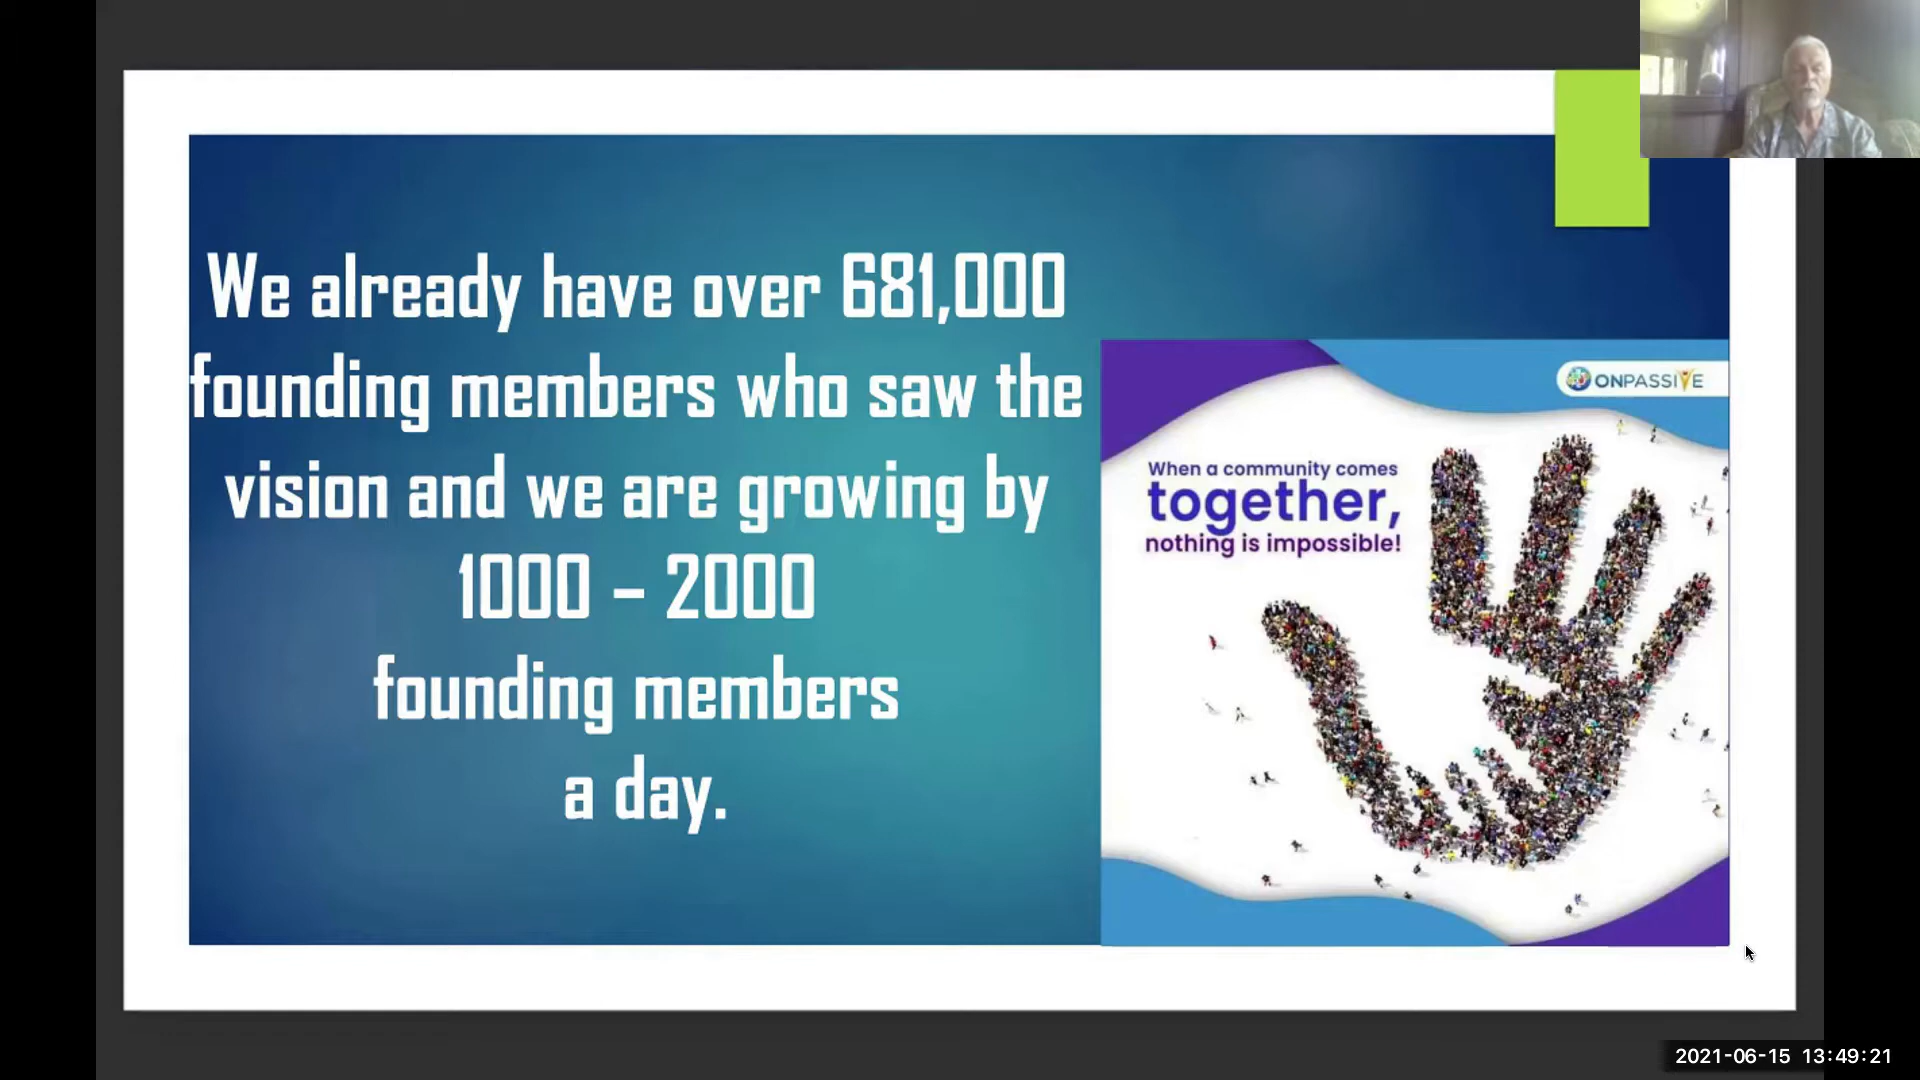 We already have over 681,000
founding members who saw the
vision and we are growing by
1000 – 2000
founding members
a day.
ONPASSIVE
When a community comes
together,
nothing is impossible!
2021-06-15 13:49:21